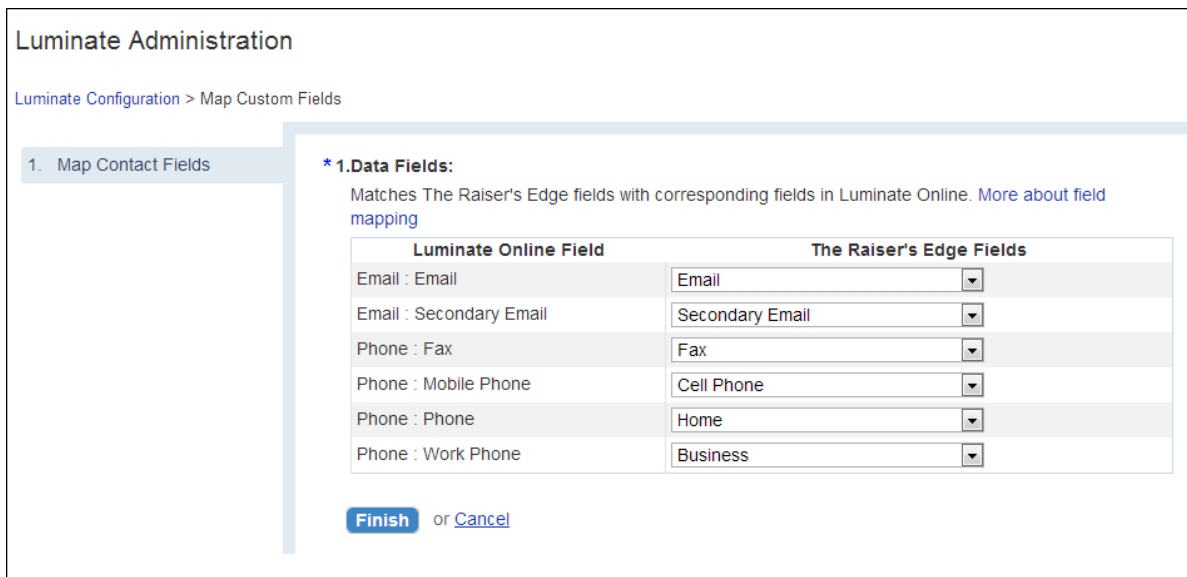 Luminate Administration
Luminate Configuration > Map Custom Fields
1. Map Contact Fields
* 1.Data Fields:
Matches The Raiser's Edge fields with corresponding fields in Luminate Online. More about field
mapping
Luminate Online Field The Raiser's Edge Fields
Email : Email Email
Email : Secondary Email Secondary Email
Phone : Fax Fax
Phone : Mobile Phone Cell Phone
Phone : Phone Home
Phone : Work Phone Business
Finish or Cancel